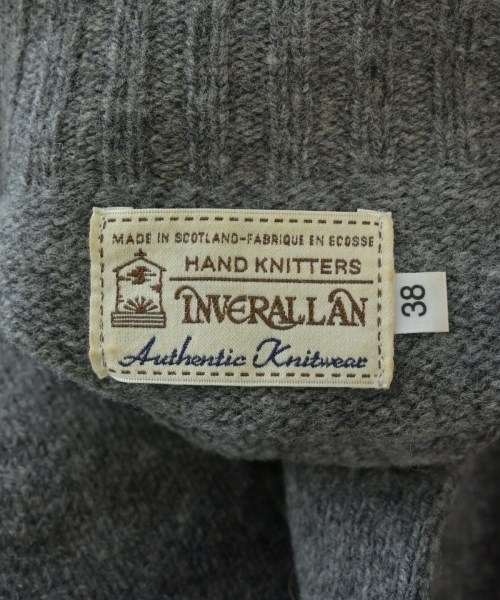 MADE IN SCOTLAND-FABRIQUE EN ECOSSE
HAND KNITTERS
INVERALLAN
Authentic Knitwear
38